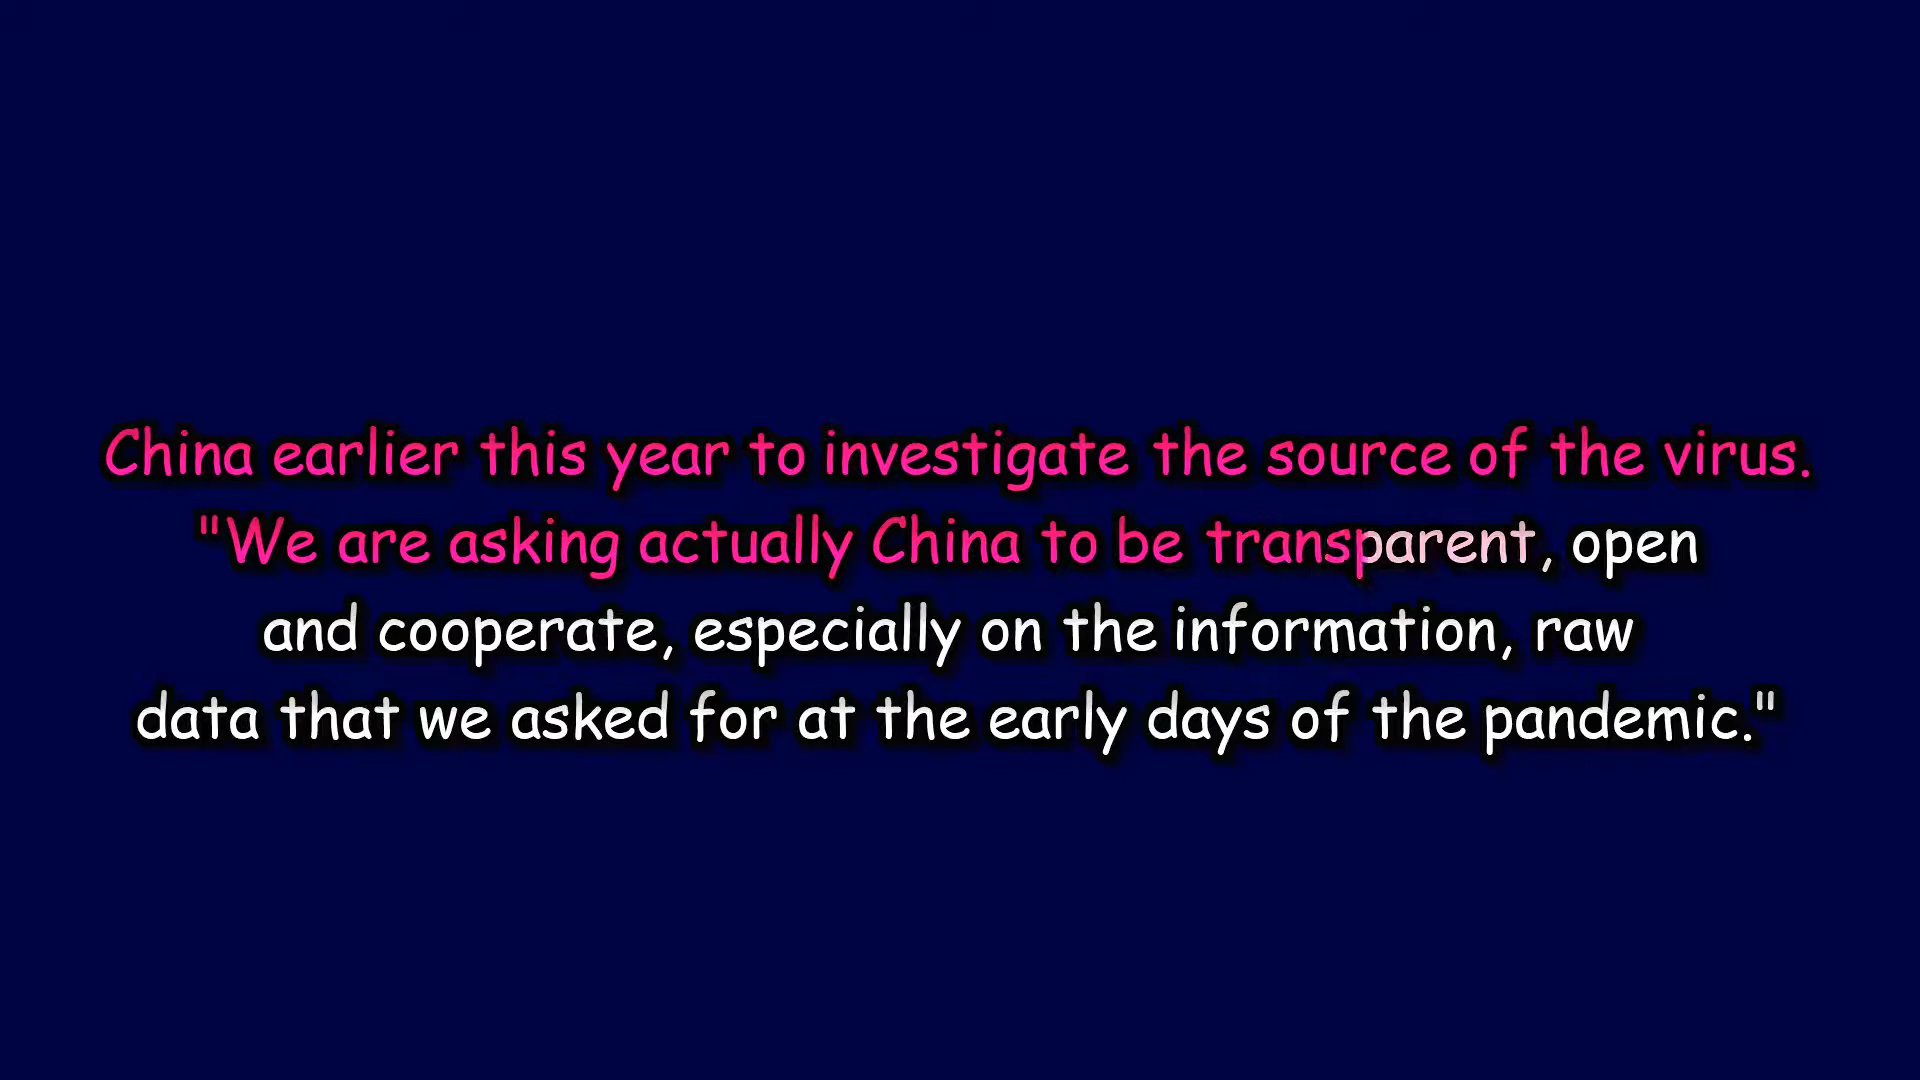 China earlier this year to investigate the source of the virus.
"We are asking actually China to be transparent, open
and cooperate, especially on the information, raw
data that we asked for at the early days of the pandemic."